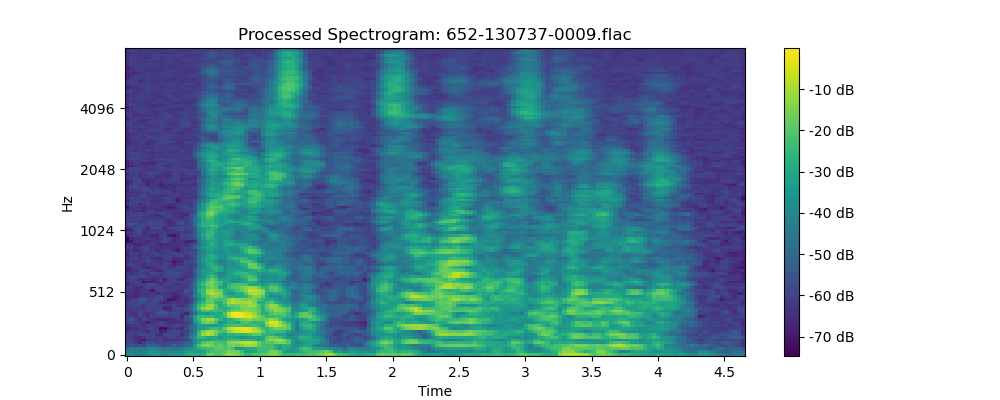 Processed Spectrogram: 652-130737-0009.flac
Hz
4096
2048
1024
512
0
0 0.5 1 1.5 2 2.5 3 3.5 4 4.5
Time
-10 dB
-20 dB
-30 dB
-40 dB
-50 dB
-60 dB
-70 dB